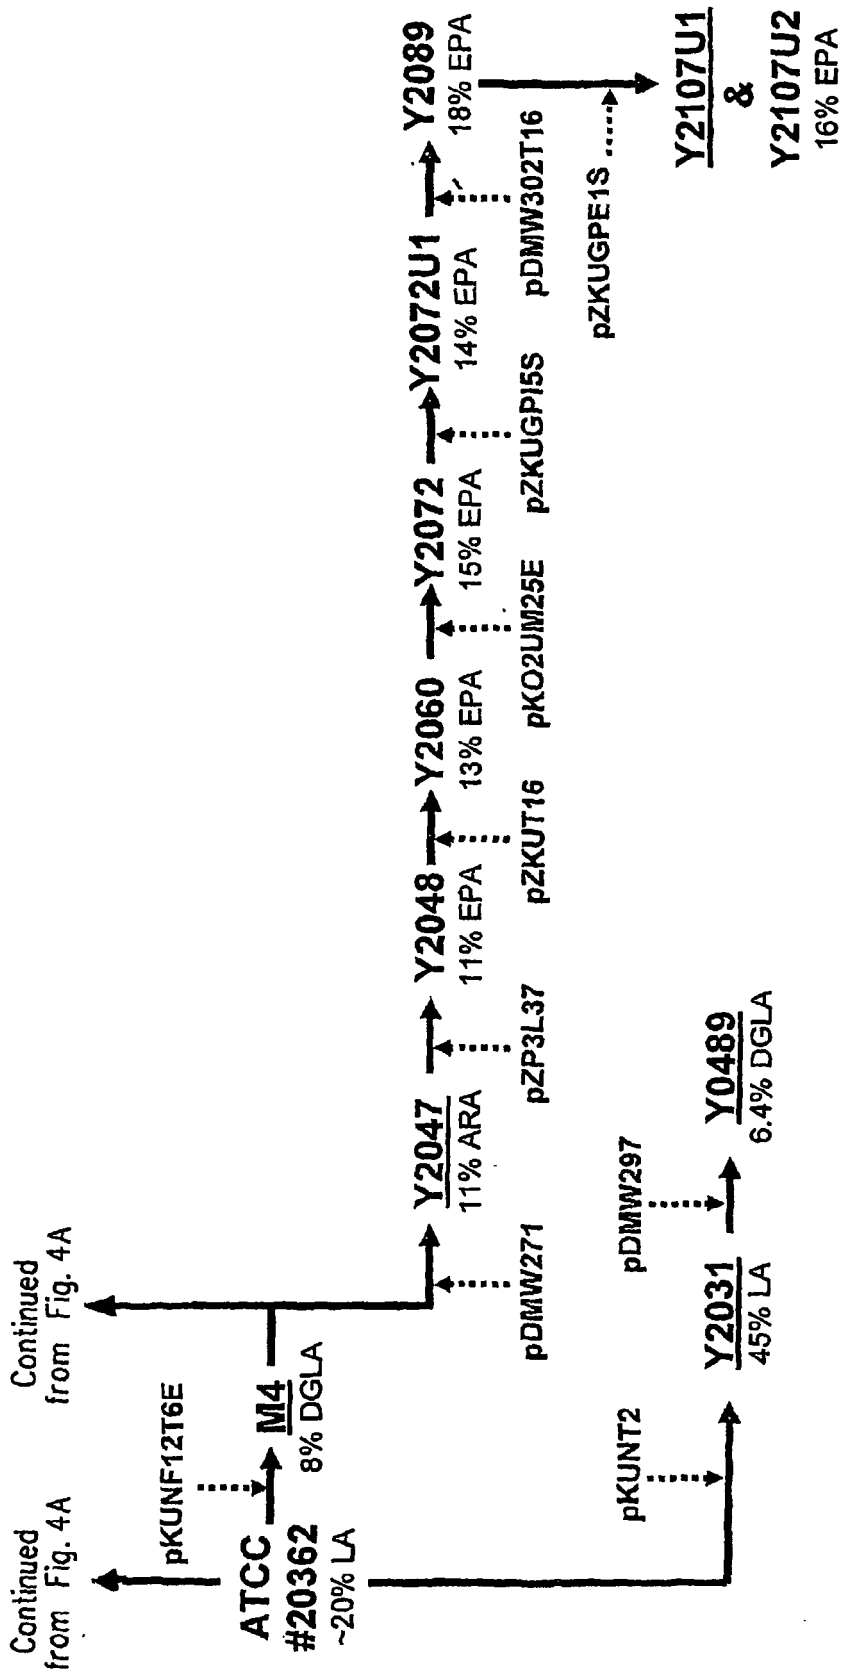 Continued
from Fig. 4A
Continued
from Fig. 4A
pKUNF12T6E
ATCC
#20362
~20% LA
M4
8% DGLA
pDMW271
Y2047
11% ARA
pZP3L37
Y2048
11% EPA
pZKUT16
Y2060
13% EPA
pKO2UM25E
Y2072
15% EPA
pZKUGPI5S
Y2072U1
14% EPA
pDMW302T16
Y2089
18% EPA
pZKUGPE1S
Y2107U1
&
Y2107U2
16% EPA
pKUNT2
Y2031
45% LA
pDMW297
Y0489
6.4% DGLA